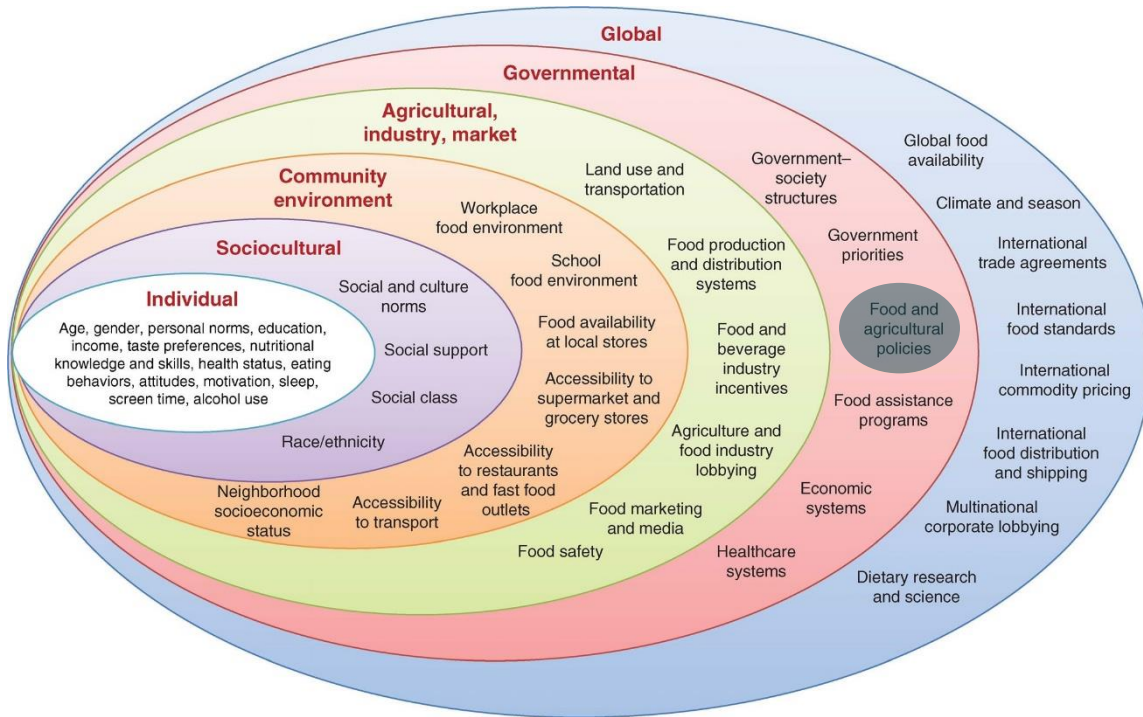 Global
Governmental
Agricultural,
industry, market
Community
environment
Sociocultural
Individual
Age, gender, personal norms, education,
income, taste preferences, nutritional
knowledge and skills, health status, eating
behaviors, attitudes, motivation, sleep,
screen time, alcohol use
Social and culture
norms
Social support
Social class
Race/ethnicity
Workplace
food environment
School
food environment
Food availability
at local stores
Accessibility to
supermarket and
grocery stores
Accessibility
to restaurants
and fast food
outlets
Accessibility
to transport
Neighborhood
socioeconomic
status
Land use and
transportation
Food production
and distribution
systems
Food and
beverage
industry
incentives
Agriculture and
food industry
lobbying
Food marketing
and media
Food safety
Government–
society
structures
Government
priorities
Food and
agricultural
policies
Food assistance
programs
Economic
systems
Healthcare
systems
Global food
availability
Climate and season
International
trade agreements
International
food standards
International
commodity pricing
International
food distribution
and shipping
Multinational
corporate lobbying
Dietary research
and science